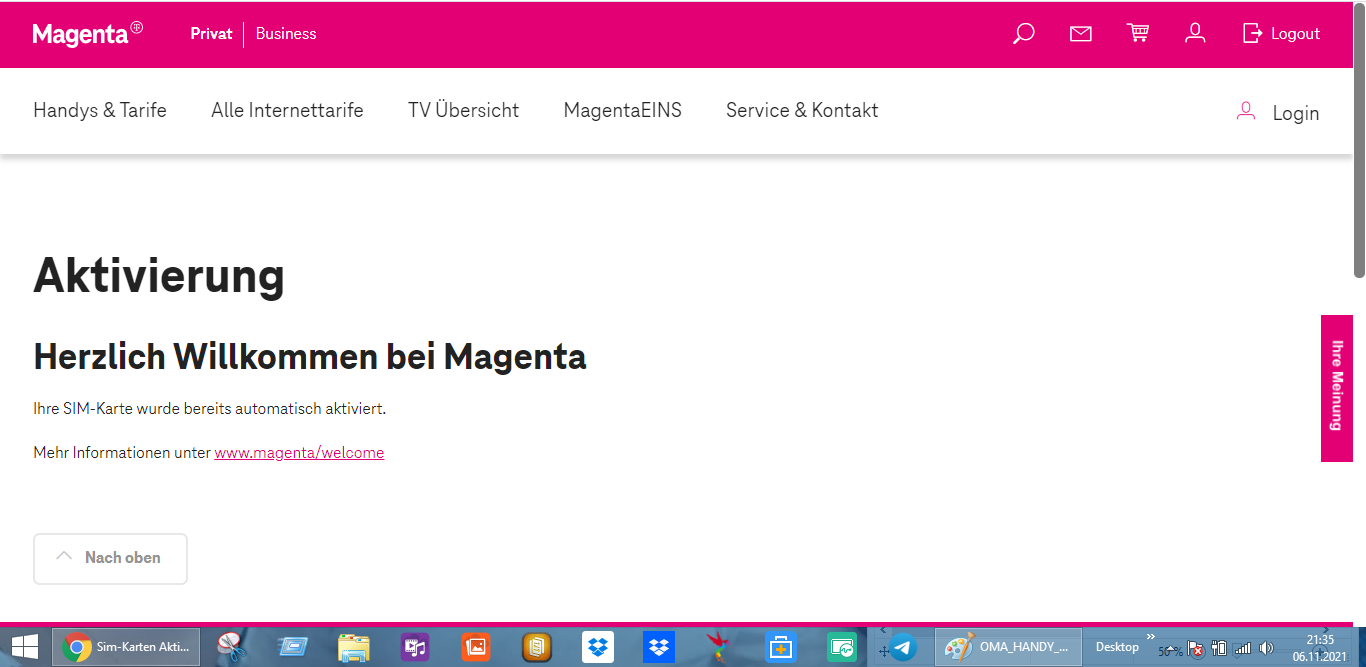 Magenta
Privat Business
Logout
Handys & Tarife Alle Internettarife TV Übersicht MagentaEINS Service & Kontakt Login
Aktivierung
Herzlich Willkommen bei Magenta
Ihre SIM-Karte wurde bereits automatisch aktiviert.
Mehr Informationen unter www.magenta/welcome
Ihre Meinung
Nach oben
Sim-Karten Akti...
OMA_HANDY_...
Desktop
21:35
06.11.2021